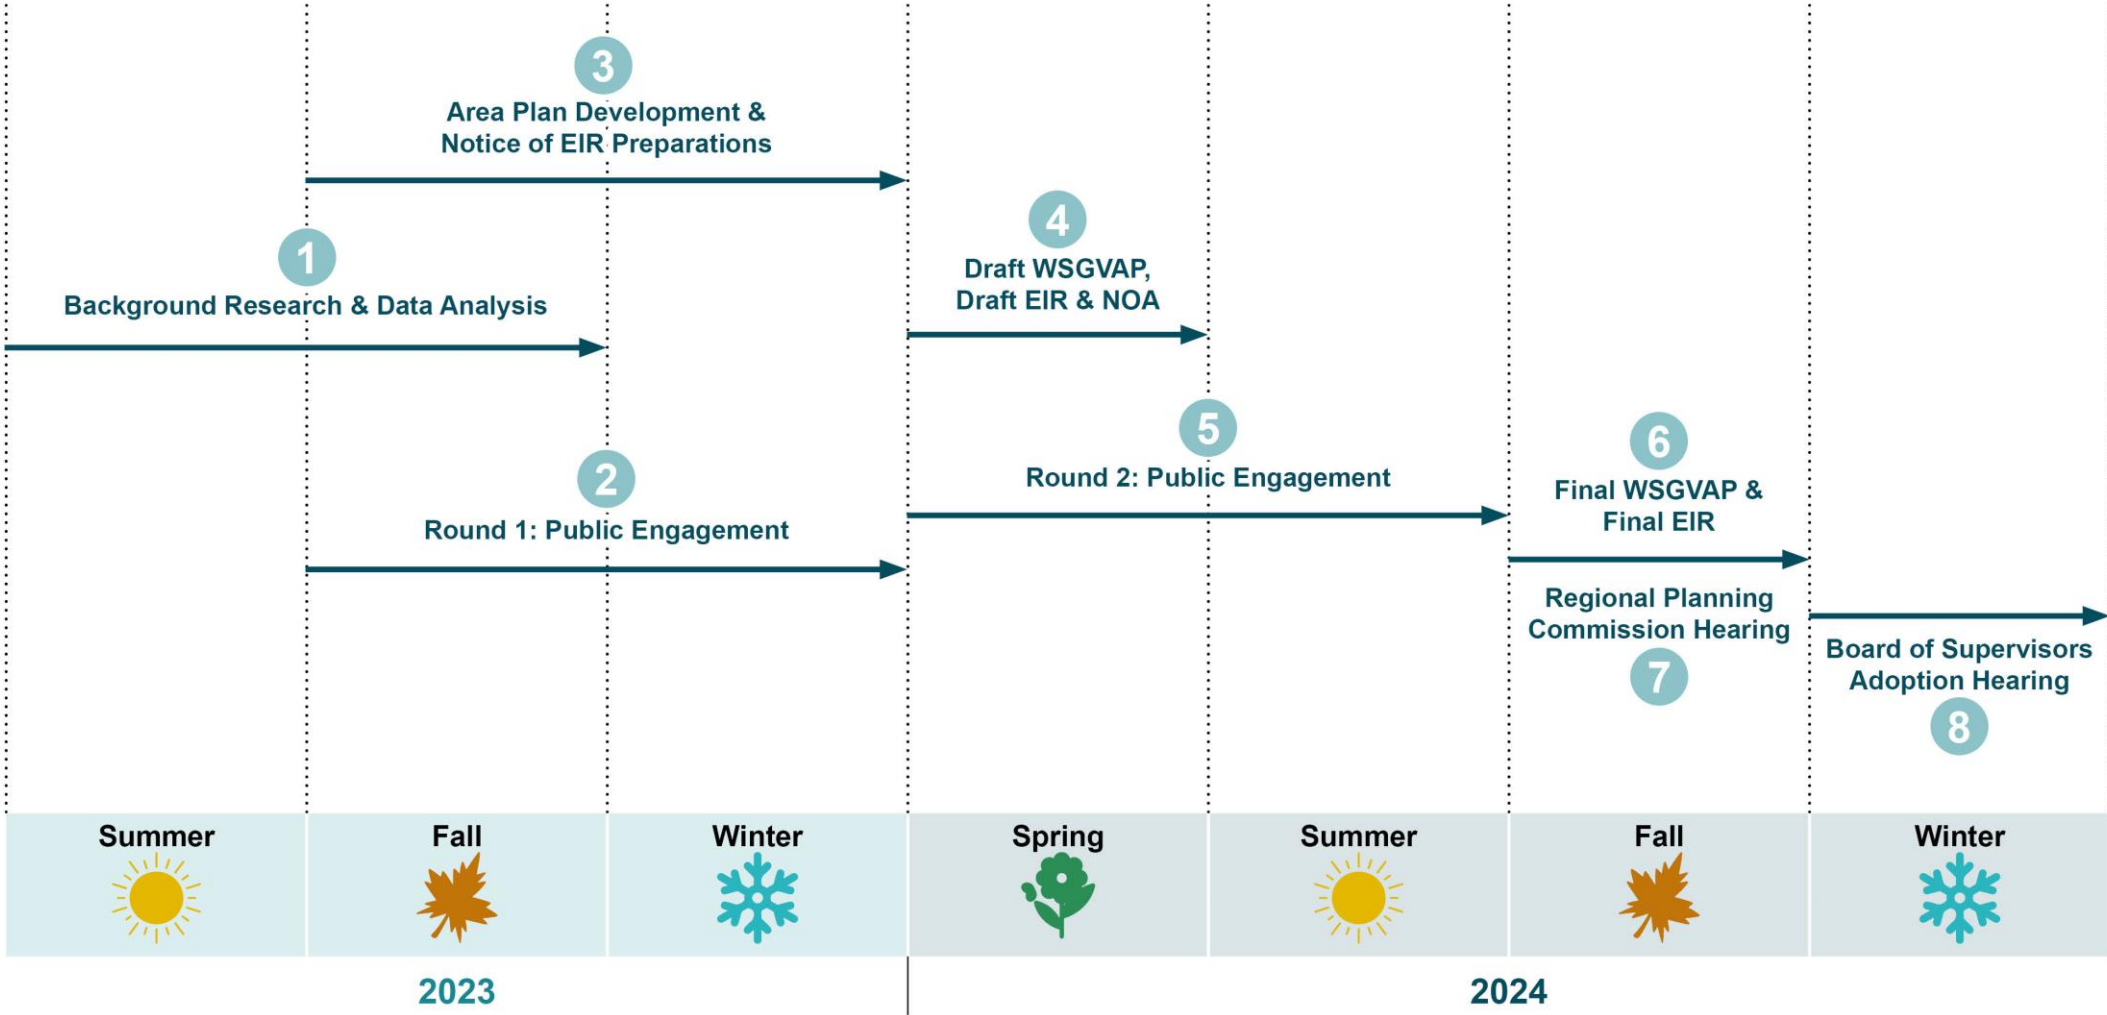 3
Area Plan Development &
Notice of EIR Preparations
1
Background Research & Data Analysis
4
Draft WSGVAP,
Draft EIR & NOA
2
Round 1: Public Engagement
5
Round 2: Public Engagement
6
Final WSGVAP &
Final EIR
Regional Planning
Commission Hearing
7
Board of Supervisors
Adoption Hearing
8
Summer
Fall
Winter
Spring
Summer
Fall
Winter
2023
2024